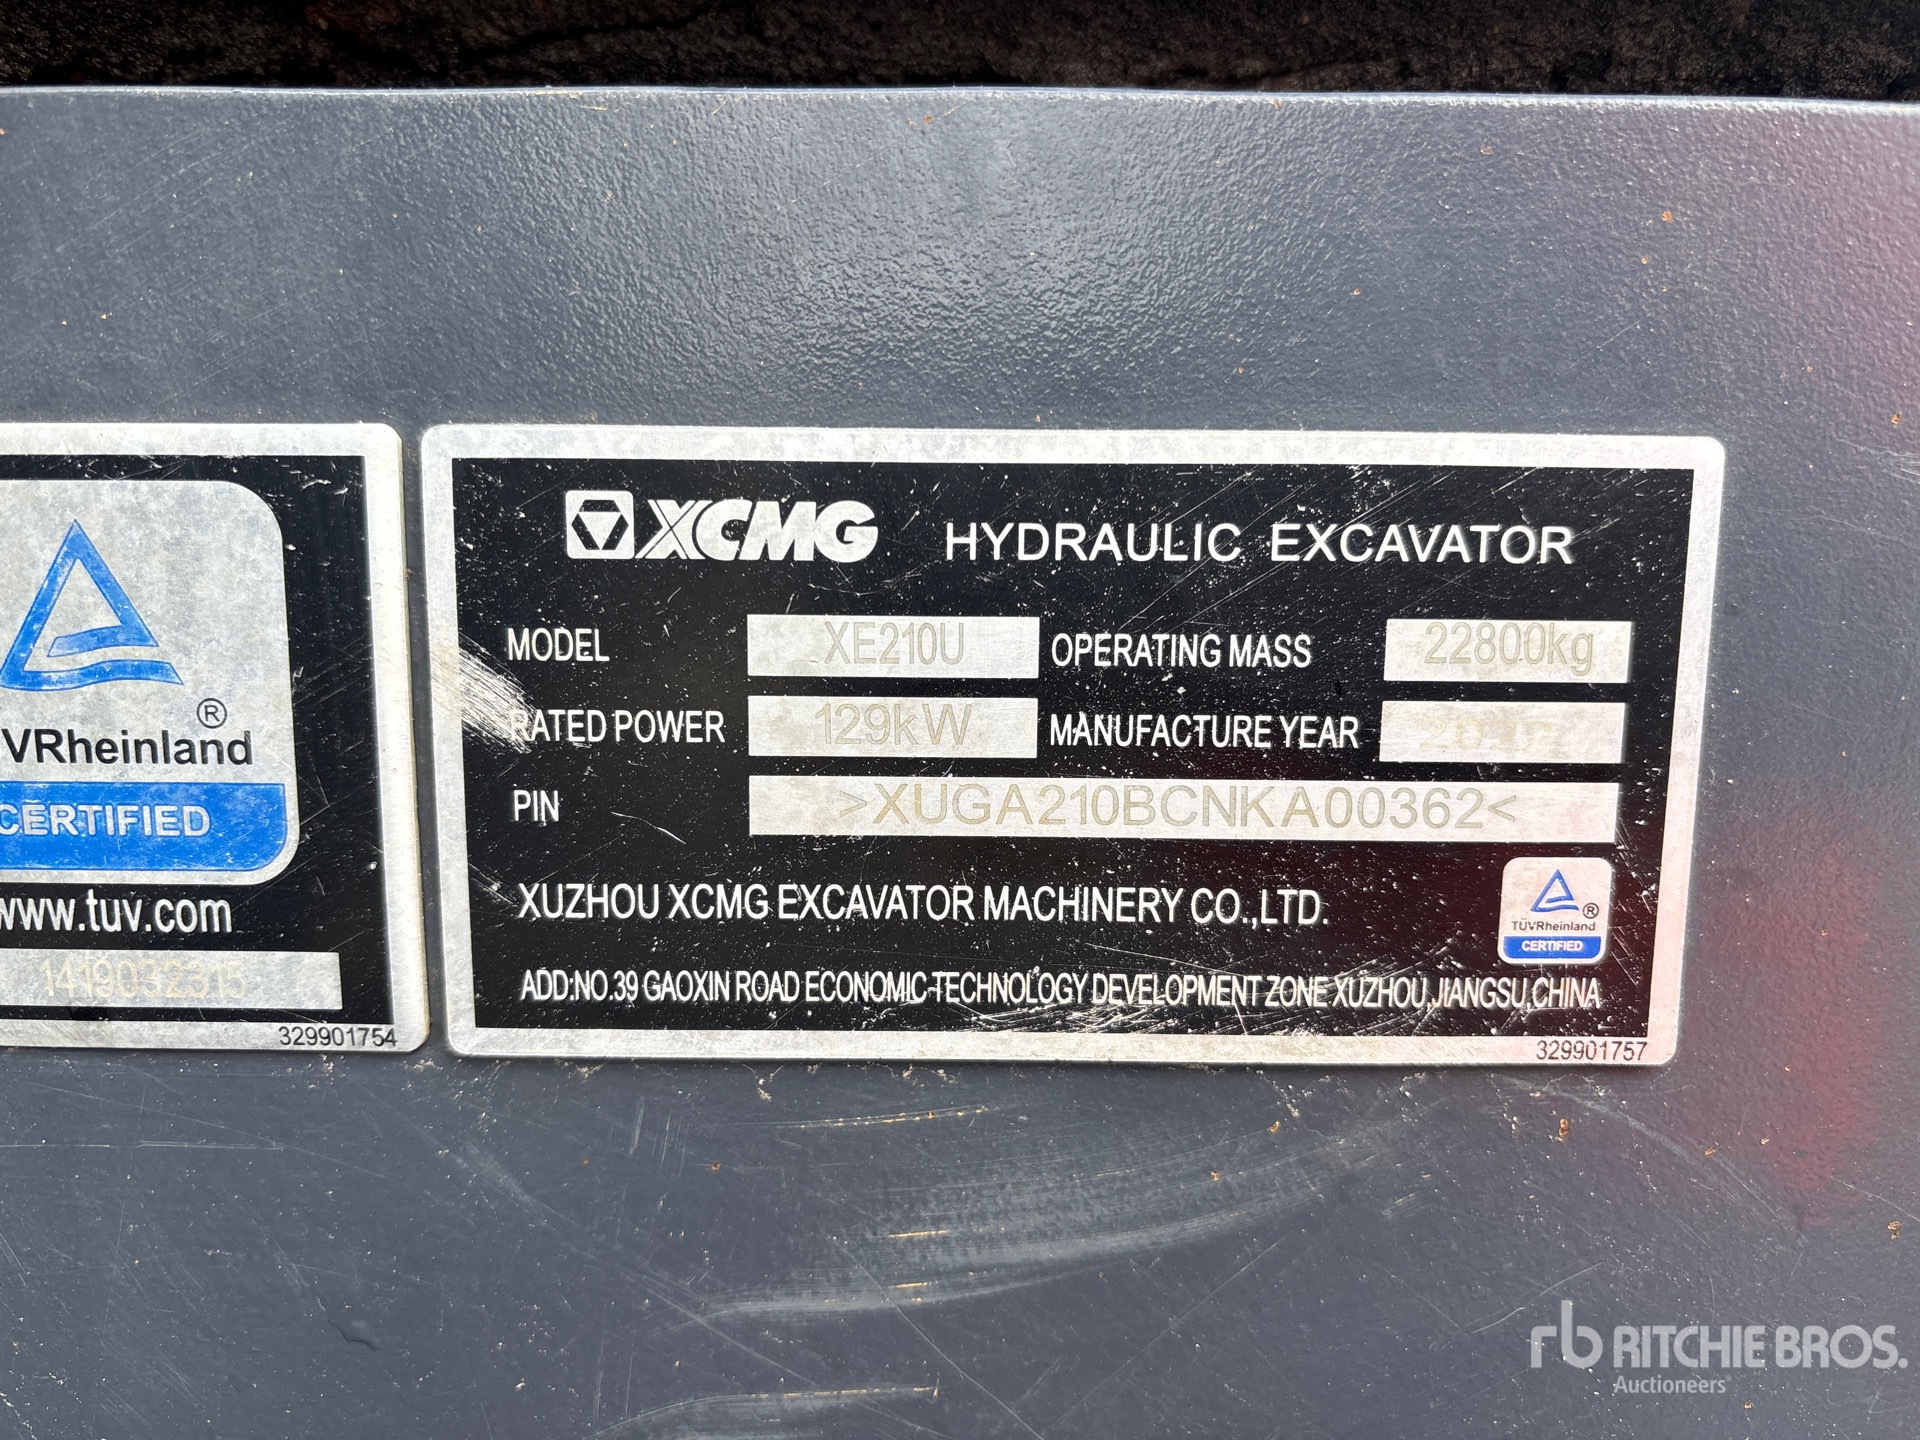 VRheinland ®
CERTIFIED
www.tuv.com
1419032315
329901754
XCMG HYDRAULIC EXCAVATOR
MODEL XE210U OPERATING MASS 22800kg
RATED POWER 129kW MANUFACTURE YEAR
PIN >XUGA210BCNKA00362<
XUZHOU XCMG EXCAVATOR MACHINERY CO.,LTD.
TÜVRheinland ®
CERTIFIED
ADD:NO.39 GAOXIN ROAD ECONOMIC-TECHNOLOGY DEVELOPMENT ZONE XUZHOU,JIANGSU,CHINA
329901757
rb RITCHIE BROS.
Auctioneers